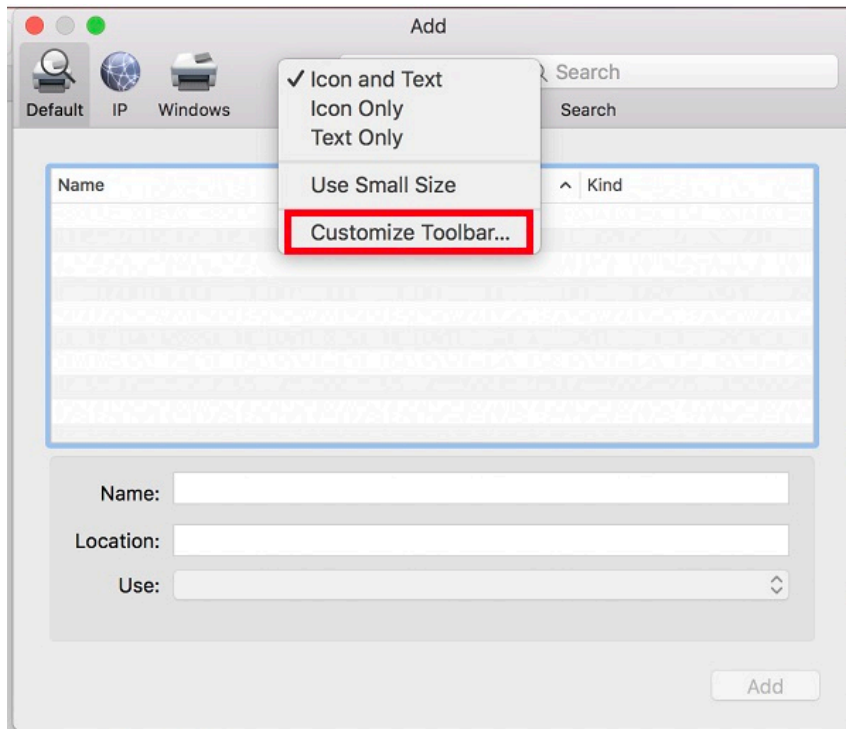 Add
Default IP Windows
✓ Icon and Text
Icon Only
Text Only
Use Small Size
Customize Toolbar...
Search
Search
Name
Kind
Name:
Location:
Use:
Add